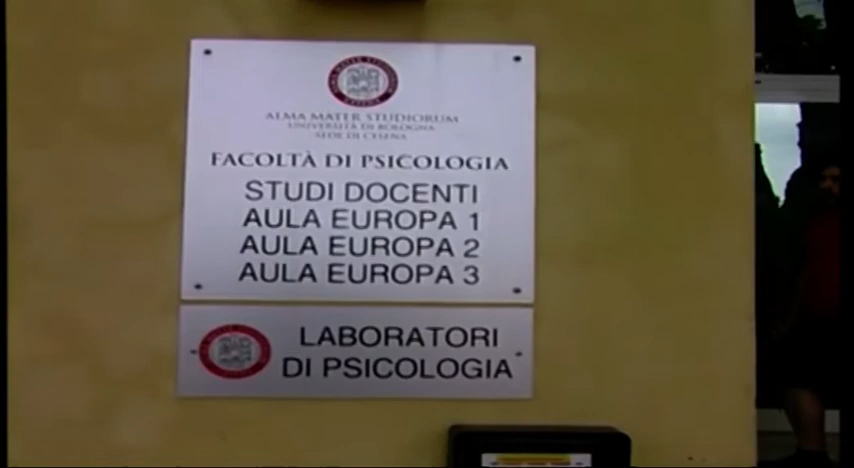 ALMA MATER STUDIORUM
UNIVERSITÀ DI BOLOGNA
SEDE DI CESENA
FACOLTÀ DI PSICOLOGIA
STUDI DOCENTI
AULA EUROPA 1
AULA EUROPA 2
AULA EUROPA 3
LABORATORI
DI PSICOLOGIA